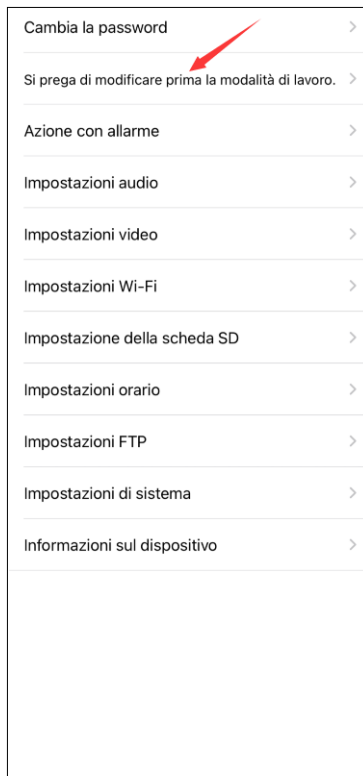 Cambia la password
Si prega di modificare prima la modalità di lavoro.
Azione con allarme
Impostazioni audio
Impostazioni video
Impostazioni Wi-Fi
Impostazione della scheda SD
Impostazioni orario
Impostazioni FTP
Impostazioni di sistema
Informazioni sul dispositivo